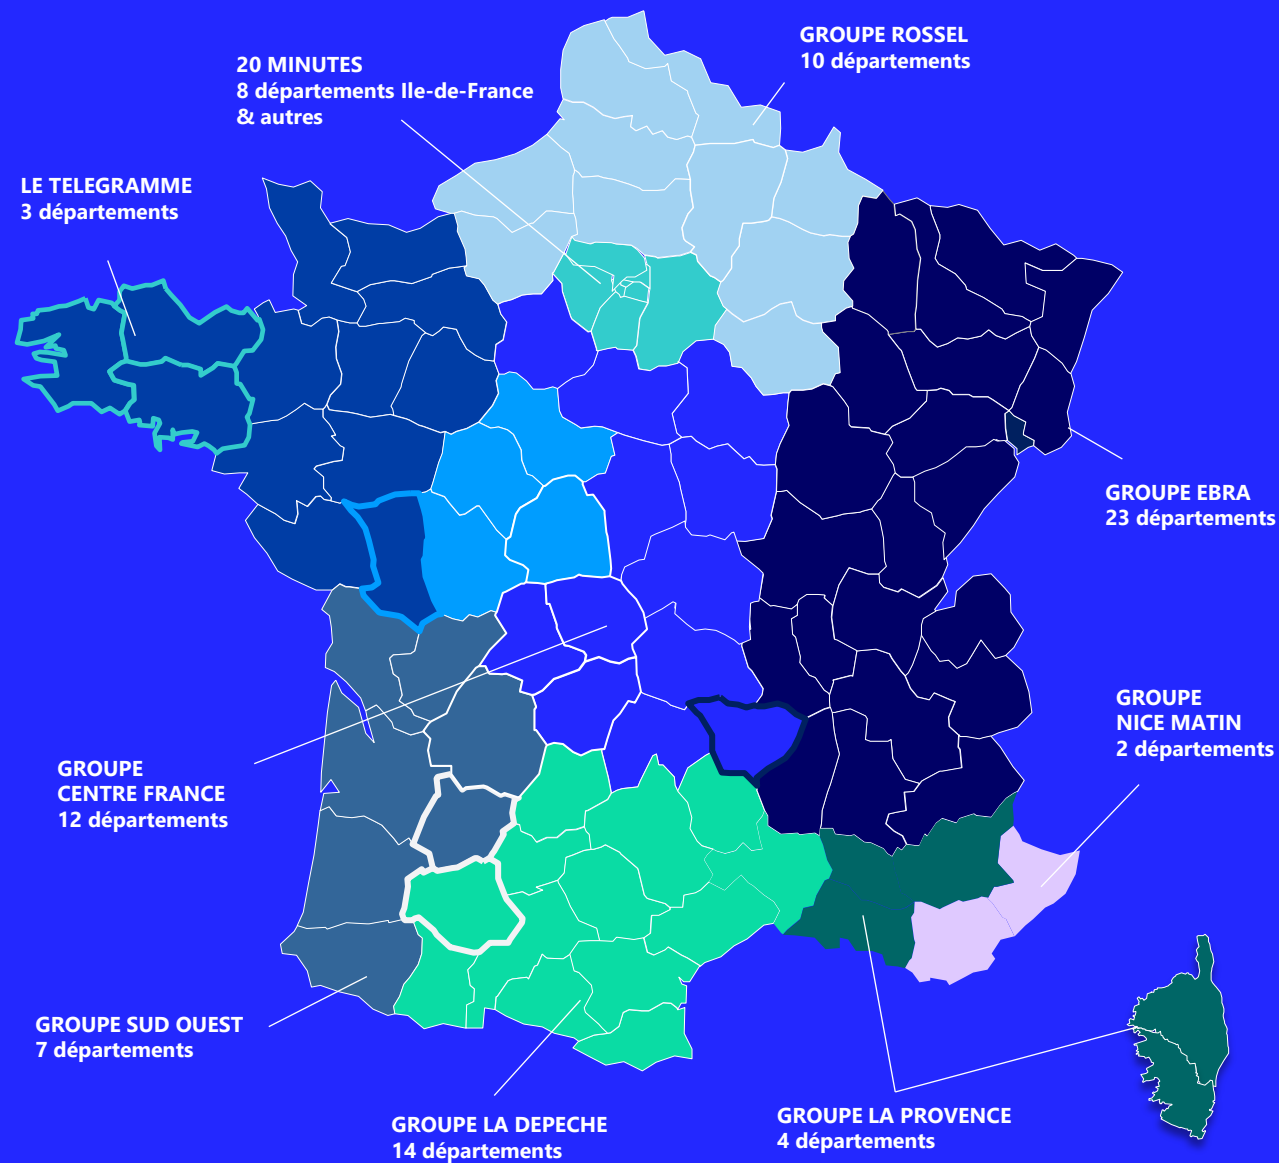 GROUPE ROSSEL
10 départements
20 MINUTES
8 départements Ile-de-France
& autres
LE TELEGRAMME
3 départements
GROUPE EBRA
23 départements
GROUPE
NICE MATIN
2 départements
GROUPE
CENTRE FRANCE
12 départements
GROUPE SUD OUEST
7 départements
GROUPE LA DEPECHE
14 départements
GROUPE LA PROVENCE
4 départements